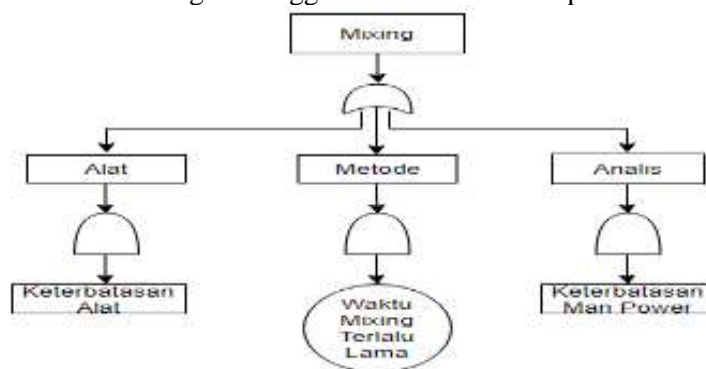 Mixing
Alat
Metode
Analis
Keterbatasan
Alat
Waktu
Mixing
Terlalu
Lama
Keterbatasan
Man Power